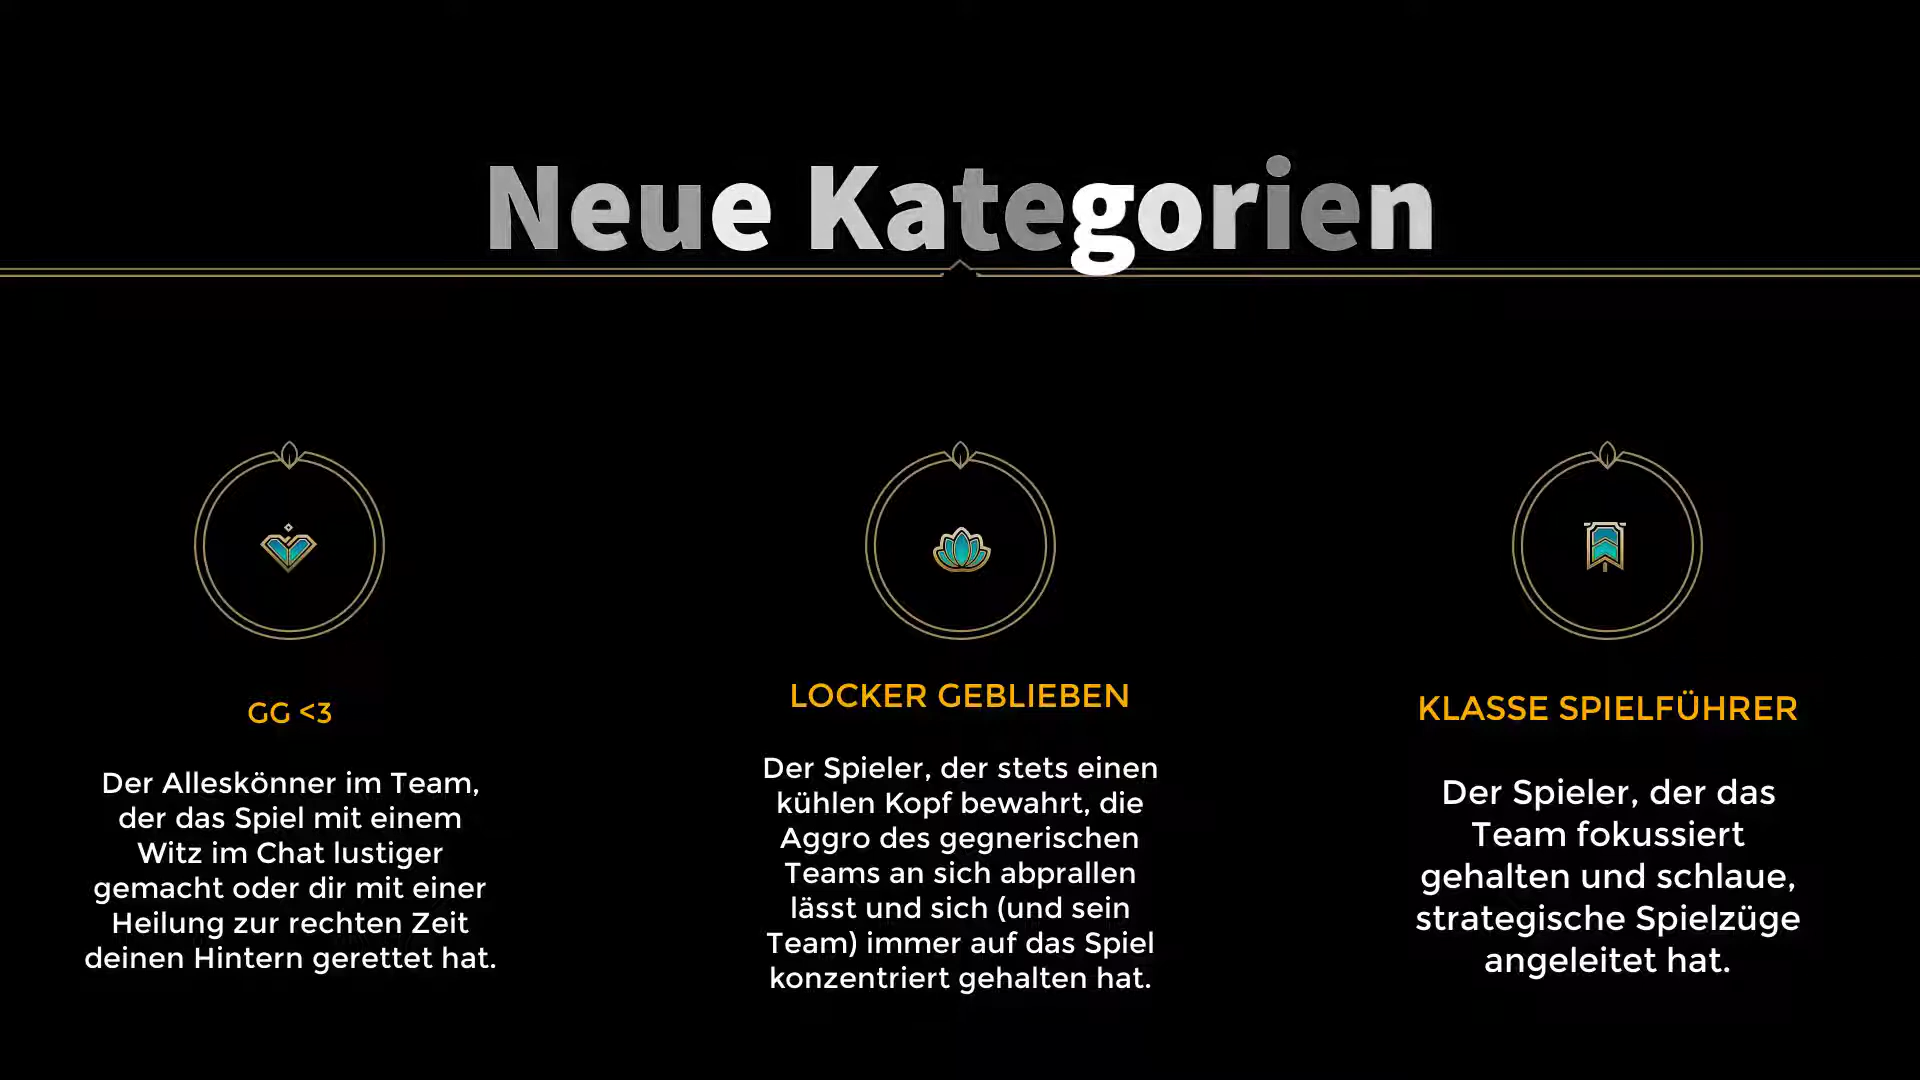 Neue Kategorien
GG <3
Der Alleskönner im Team,
der das Spiel mit einem
Witz im Chat lustiger
gemacht oder dir mit einer
Heilung zur rechten Zeit
deinen Hintern gerettet hat.
LOCKER GEBLIEBEN
Der Spieler, der stets einen
kühlen Kopf bewahrt, die
Aggro des gegnerischen
Teams an sich abprallen
lässt und sich (und sein
Team) immer auf das Spiel
konzentriert gehalten hat.
KLASSE SPIELFÜHRER
Der Spieler, der das
Team fokussiert
gehalten und schlaue,
strategische Spielzüge
angeleitet hat.